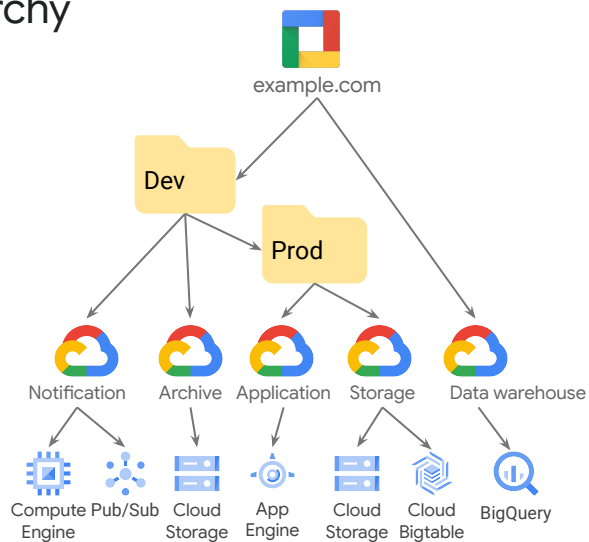 example.com
Dev
Prod
Notification
Archive
Application
Storage
Data warehouse
Compute
Engine
Pub/Sub
Cloud
Storage
App
Engine
Cloud
Storage
Cloud
Bigtable
BigQuery